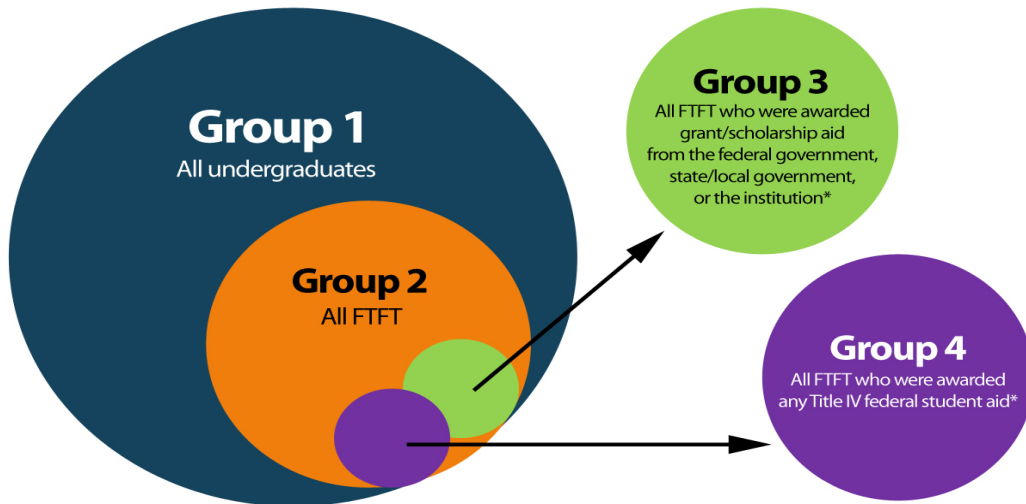 Group 1
All undergraduates
Group 2
All FTFT
Group 3
All FTFT who were awarded
grant/scholarship aid
from the federal government,
state/local government,
or the institution*
Group 4
All FTFT who were awarded
any Title IV federal student aid*